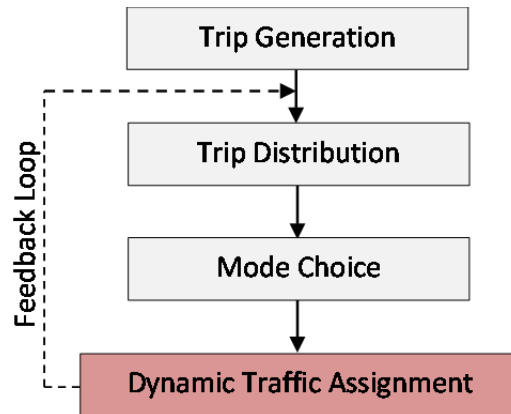 Trip Generation
Trip Distribution
Feedback Loop
Mode Choice
Dynamic Traffic Assignment